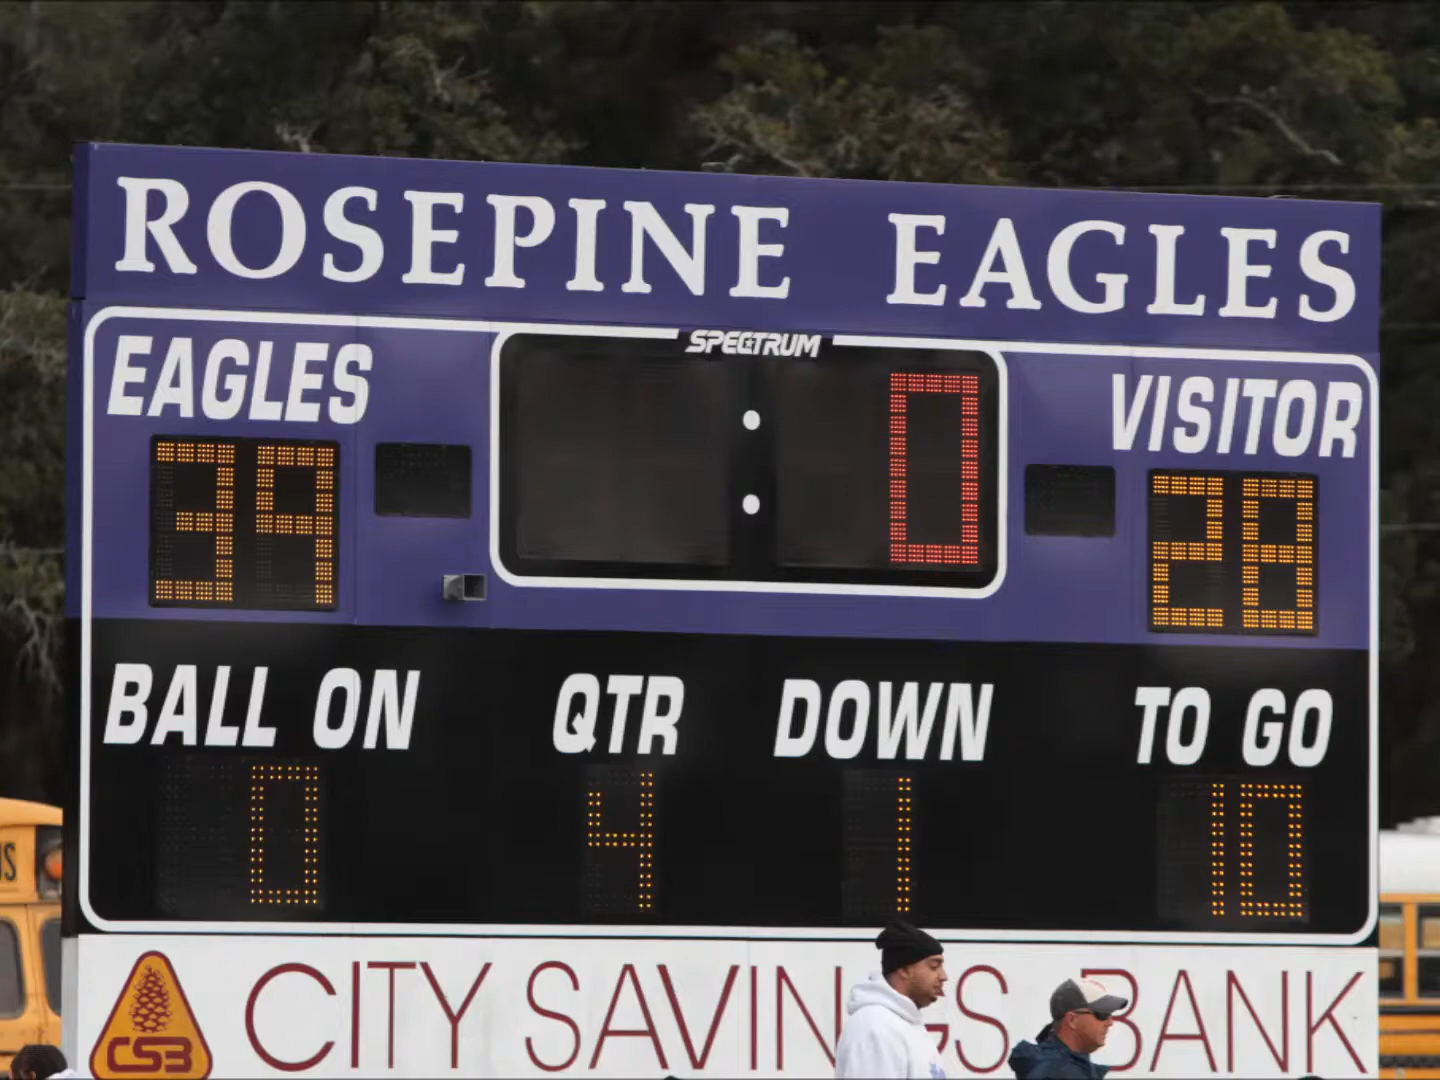 ROSEPINE EAGLES
SPECTRUM
EAGLES
VISITOR
39
: 0
28
BALL ON QTR DOWN TO GO
0 4 1 10
CSB CITY SAVINGS BANK